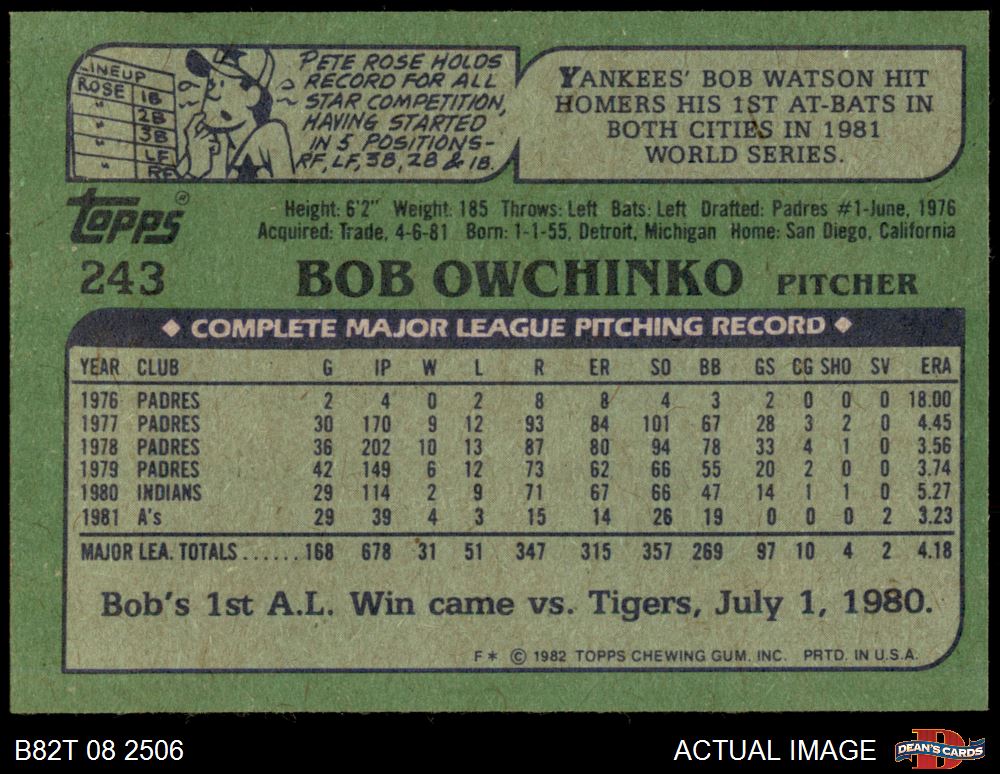 LINEUP
ROSE 1B
" 2B
" 3B
" LF
" RF
PETE ROSE HOLDS
RECORD FOR ALL
STAR COMPETITION,
HAVING STARTED
IN 5 POSITIONS-
RF, LF, 3B, 2B & 1B.
YANKEES' BOB WATSON HIT
HOMERS HIS 1ST AT-BATS IN
BOTH CITIES IN 1981
WORLD SERIES.
Topps®
Height: 6'2" Weight: 185 Throws: Left Bats: Left Drafted: Padres #1-June, 1976
Acquired: Trade, 4-6-81 Born: 1-1-55, Detroit, Michigan Home: San Diego, California
243 BOB OWCHINKO PITCHER
◆ COMPLETE MAJOR LEAGUE PITCHING RECORD ◆
YEAR CLUB G IP W L R ER SO BB GS CG SHO SV ERA
1976 PADRES 2 4 0 2 8 8 4 3 2 0 0 0 18.00
1977 PADRES 30 170 9 12 93 84 101 67 28 3 2 0 4.45
1978 PADRES 36 202 10 13 87 80 94 78 33 4 1 0 3.56
1979 PADRES 42 149 6 12 73 62 66 55 20 2 0 0 3.74
1980 INDIANS 29 114 2 9 71 67 66 47 14 1 1 0 5.27
1981 A's 29 39 4 3 15 14 26 19 0 0 0 2 3.23
MAJOR LEA. TOTALS......168 678 31 51 347 315 357 269 97 10 4 2 4.18
Bob's 1st A.L. Win came vs. Tigers, July 1, 1980.
F* © 1982 TOPPS CHEWING GUM, INC. PRTD. IN U.S.A.
B82T 08 2506
ACTUAL IMAGE
DEAN'S CARDS